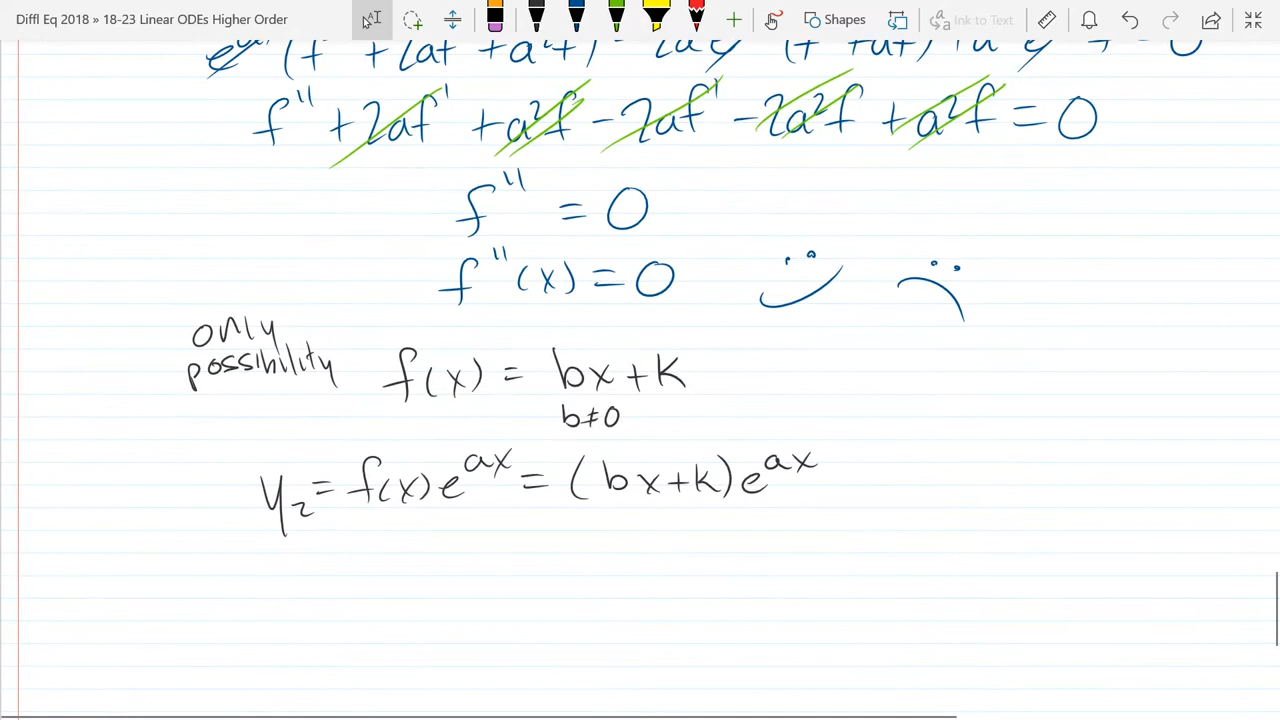 Diffl Eq 2018 » 18-23 Linear ODEs Higher Order
Shapes
Ink to Text
f'' + 2af' + a²f - 2af' - 2a²f + a²f = 0
f'' = 0
f''(x) = 0
only
possibility
f(x) = bx + k
b ≠ 0
y₂ = f(x)e^{ax} = (bx+k)e^{ax}